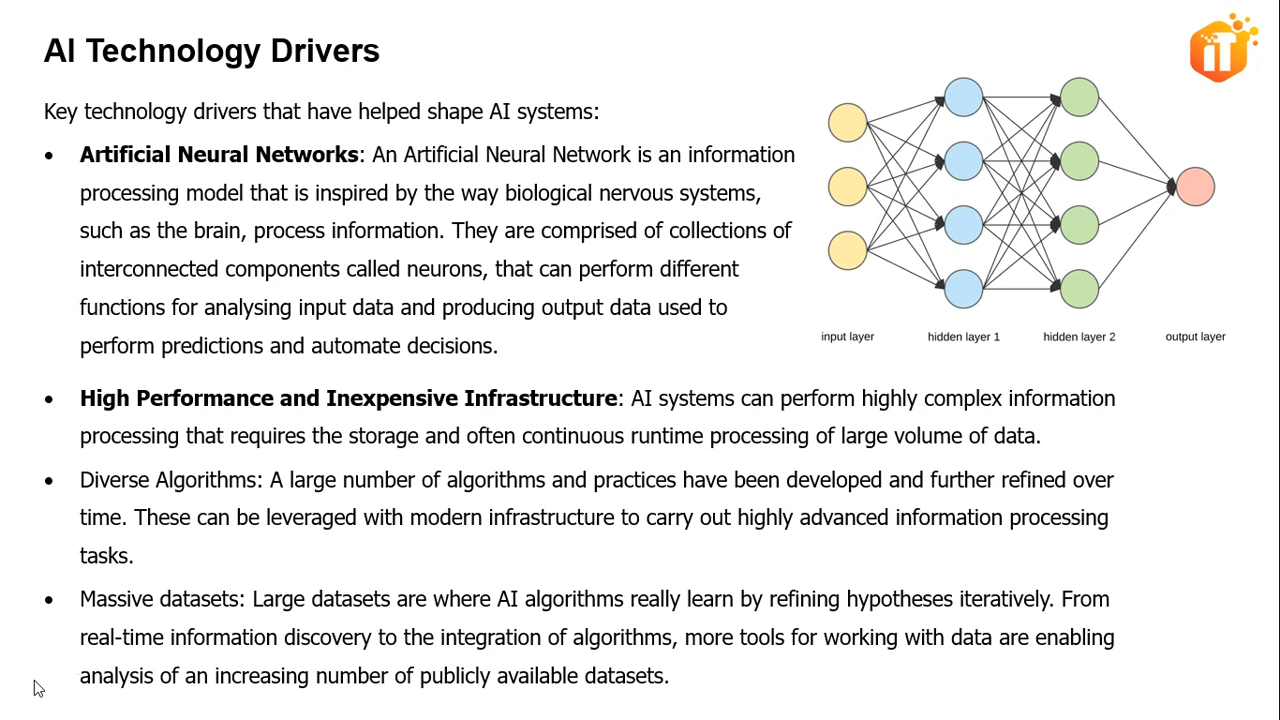 AI Technology Drivers
iT
Key technology drivers that have helped shape AI systems:
• Artificial Neural Networks: An Artificial Neural Network is an information
processing model that is inspired by the way biological nervous systems,
such as the brain, process information. They are comprised of collections of
interconnected components called neurons, that can perform different
functions for analysing input data and producing output data used to
perform predictions and automate decisions.
input layer hidden layer 1 hidden layer 2 output layer
• High Performance and Inexpensive Infrastructure: AI systems can perform highly complex information
processing that requires the storage and often continuous runtime processing of large volume of data.
• Diverse Algorithms: A large number of algorithms and practices have been developed and further refined over
time. These can be leveraged with modern infrastructure to carry out highly advanced information processing
tasks.
• Massive datasets: Large datasets are where AI algorithms really learn by refining hypotheses iteratively. From
real-time information discovery to the integration of algorithms, more tools for working with data are enabling
analysis of an increasing number of publicly available datasets.